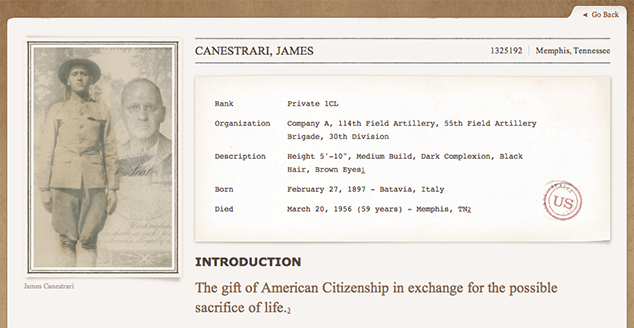 ◄ Go Back
CANESTRARI, JAMES
1325192 | Memphis, Tennessee
Rank Private 1CL
Organization Company A, 114th Field Artillery, 55th Field Artillery
Brigade, 30th Division
Description Height 5'-10", Medium Build, Dark Complexion, Black
Hair, Brown Eyes1
Born February 27, 1897 - Batavia, Italy
Died March 20, 1956 (59 years) - Memphis, TN2
US
James Canestrari
INTRODUCTION
The gift of American Citizenship in exchange for the possible
sacrifice of life.3